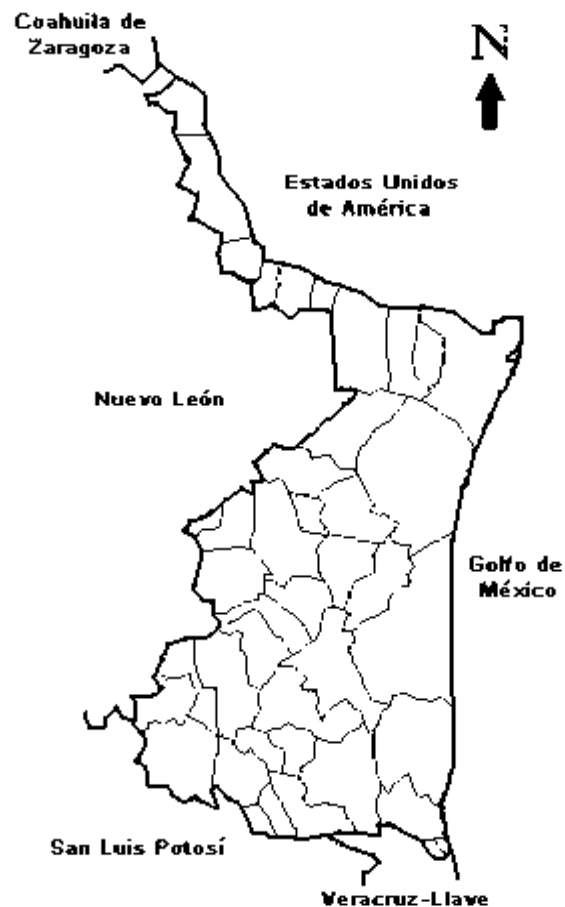 Coahuila de
Zaragoza
N
Estados Unidos
de América
Nuevo León
Golfo de
México
San Luis Potosí
Veracruz-Llave